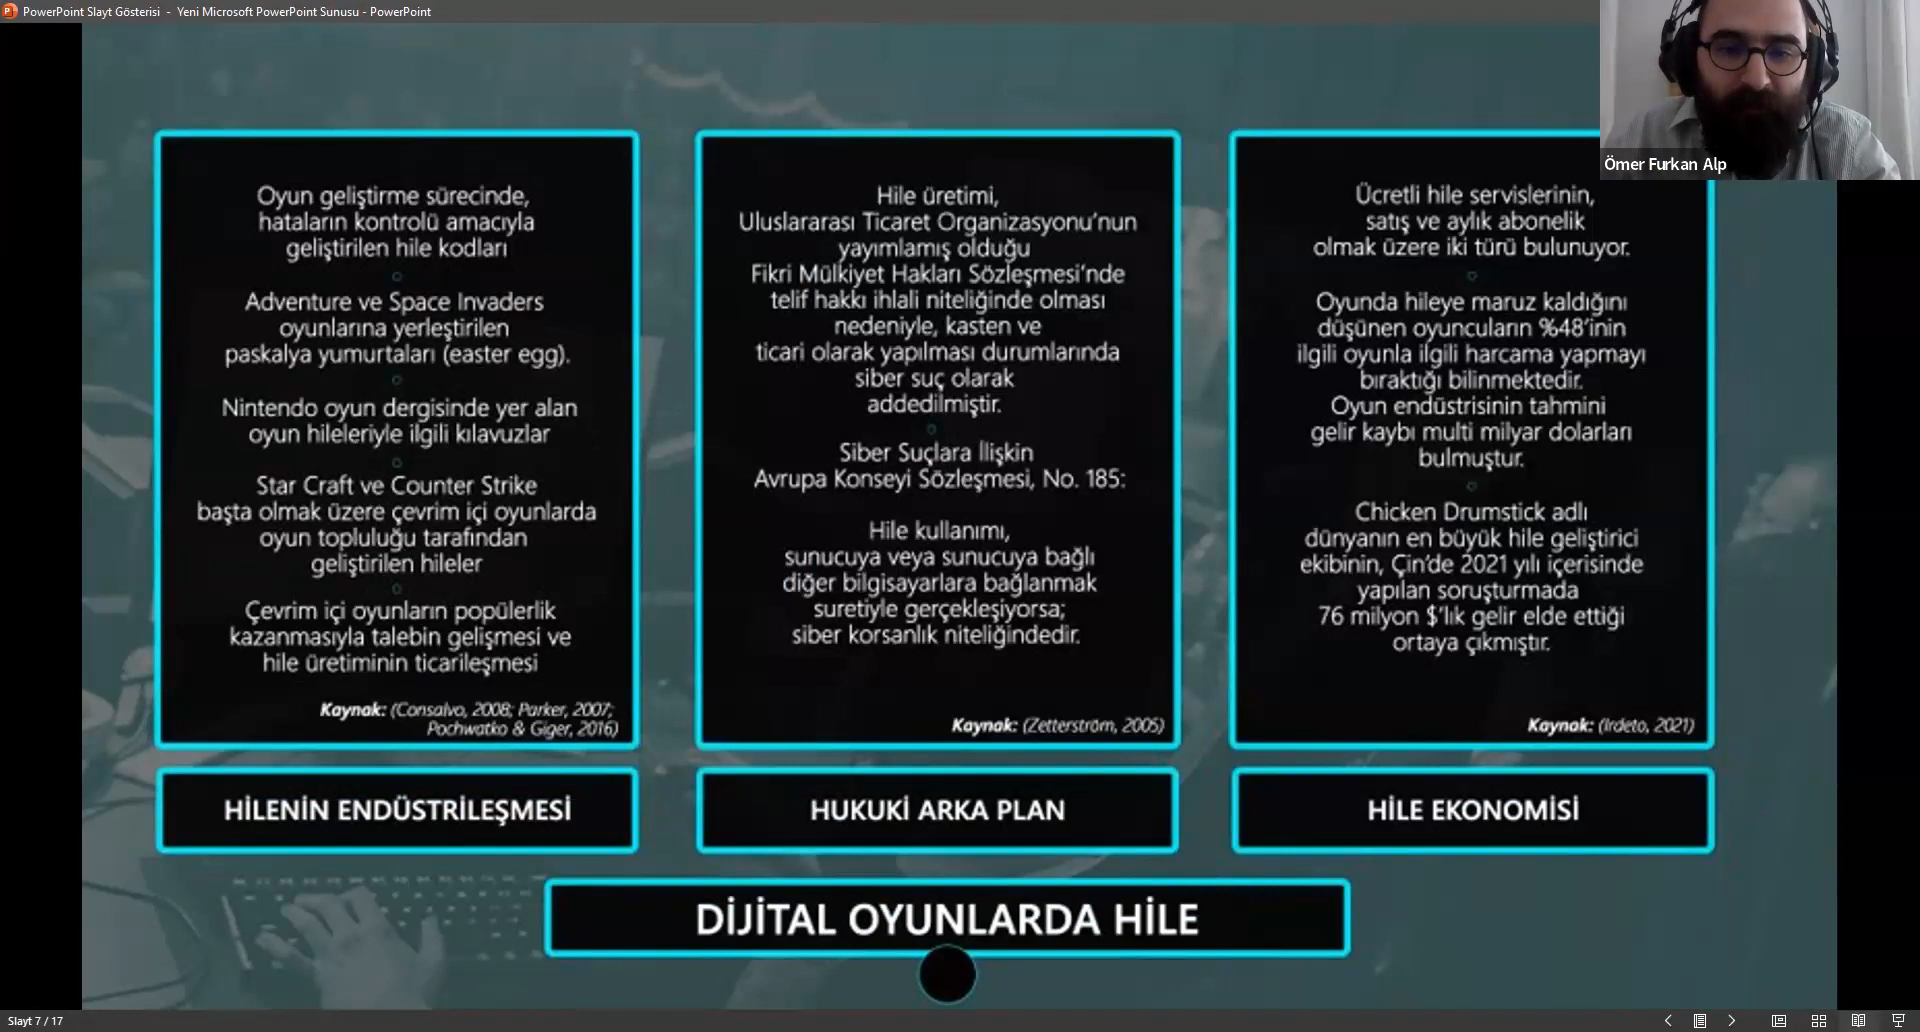 PowerPoint Slayt Gösterisi - Yeni Microsoft PowerPoint Sunusu - PowerPoint
Ömer Furkan Alp
Oyun geliştirme sürecinde,
hataların kontrolü amacıyla
geliştirilen hile kodları
Adventure ve Space Invaders
oyunlarına yerleştirilen
paskalya yumurtaları (easter egg).
Nintendo oyun dergisinde yer alan
oyun hileleriyle ilgili kılavuzlar
Star Craft ve Counter Strike
başta olmak üzere çevrim içi oyunlarda
oyun topluluğu tarafından
geliştirilen hileler
Çevrim içi oyunların popülerlik
kazanmasıyla talebin gelişmesi ve
hile üretiminin ticarileşmesi
Kaynak: (Consalvo, 2008; Parker, 2007;
Pochwatko & Giger, 2016)
HİLENİN ENDÜSTRİLEŞMESİ
Hile üretimi,
Uluslararası Ticaret Organizasyonu'nun
yayımlamış olduğu
Fikri Mülkiyet Hakları Sözleşmesi'nde
telif hakkı ihlali niteliğinde olması
nedeniyle, kasten ve
ticari olarak yapılması durumlarında
siber suç olarak
addedilmiştir.
Siber Suçlara İlişkin
Avrupa Konseyi Sözleşmesi, No. 185:
Hile kullanımı,
sunucuya veya sunucuya bağlı
diğer bilgisayarlara bağlanmak
suretiyle gerçekleşiyorsa;
siber korsanlık niteliğindedir.
Kaynak: (Zetterström, 2005)
HUKUKİ ARKA PLAN
Ücretli hile servislerinin,
satış ve aylık abonelik
olmak üzere iki türü bulunuyor.
Oyunda hileye maruz kaldığını
düşünen oyuncuların %48'inin
ilgili oyunla ilgili harcama yapmayı
bıraktığı bilinmektedir.
Oyun endüstrisinin tahmini
gelir kaybı multi milyar dolarları
bulmuştur.
Chicken Drumstick adlı
dünyanın en büyük hile geliştirici
ekibinin, Çin'de 2021 yılı içerisinde
yapılan soruşturmada
76 milyon $'lık gelir elde ettiği
ortaya çıkmıştır.
Kaynak: (Irdeto, 2021)
HİLE EKONOMİSİ
DİJİTAL OYUNLARDA HİLE
Slayt 7 / 17